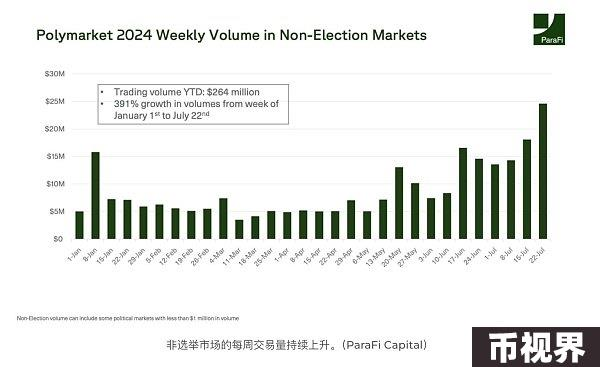 Polymarket 2024 Weekly Volume in Non-Election Markets
ParaFi
• Trading volume YTD: $264 million
• 391% growth in volumes from week of
January 1st to July 22nd
$30M
$25M
$20M
$15M
$10M
$5M
$0
1-Jan 8-Jan 15-Jan 22-Jan 29-Jan 5-Feb 12-Feb 19-Feb 26-Feb 4-Mar 11-Mar 18-Mar 25-Mar 1-Apr 8-Apr 15-Apr 22-Apr 29-Apr 6-May 13-May 20-May 27-May 3-Jun 10-Jun 17-Jun 24-Jun 1-Jul 8-Jul 15-Jul 22-Jul
Non-Election volume can include some political markets with less than $1 million in volume
非选举市场的每周交易量持续上升。(ParaFi Capital)
币视界